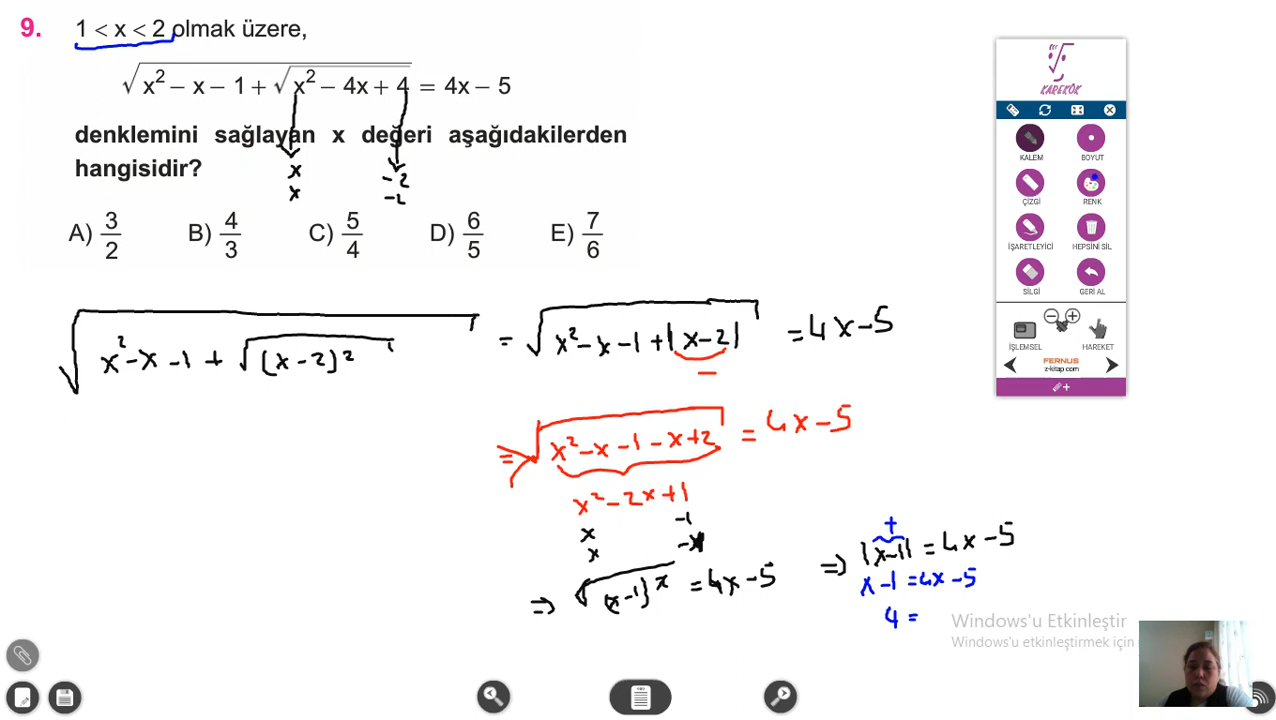 9. 1 < x < 2 olmak üzere,
√(x² – x – 1 + √(x² – 4x + 4)) = 4x – 5
denklemini sağlayan x değeri aşağıdakilerden
hangisidir?
x -2
x -2
A) 3/2 B) 4/3 C) 5/4 D) 6/5 E) 7/6
√(x²-x-1+√(x-2)²) = √(x²-x-1+|x-2|) = 4x-5
–
= √(x²-x-1-x+2) = 4x-5
x²-2x+1
x -1
x
⇒ √(x-1)² = 4x-5 ⇒ |x-1| = 4x-5
+
x-1 = 4x-5
4 =
KAREKÖK
KALEM
BOYUT
ÇİZGİ
RENK
İŞARETLEYİCİ
HEPSİNİ SİL
SİLGİ
GERİ AL
İŞLEMSEL
HAREKET
FERNUS
z-kitap.com
Windows'u Etkinleştir
Windows'u etkinleştirmek için